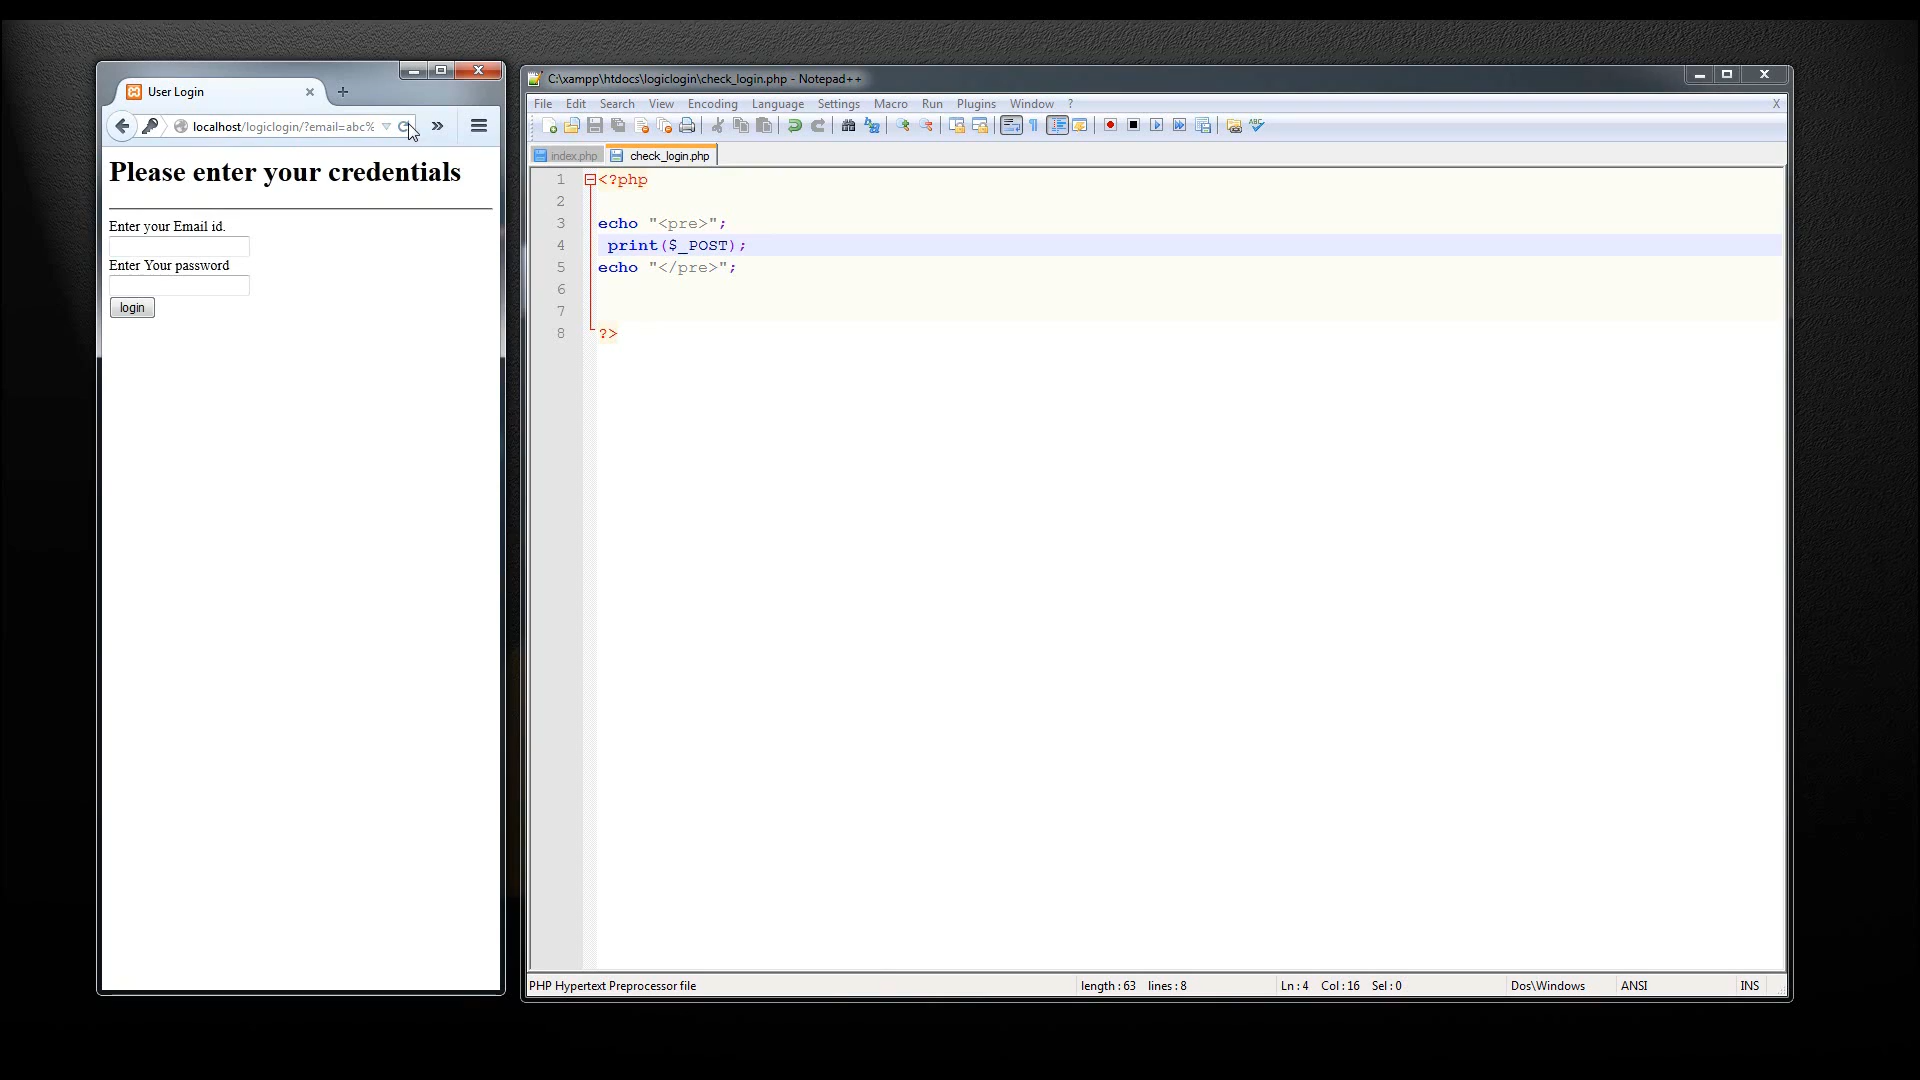 User Login
localhost/logiclogin/?email=abc%
Please enter your credentials
Enter your Email id.
Enter Your password
login
C:\xampp\htdocs\logiclogin\check_login.php - Notepad++
File Edit Search View Encoding Language Settings Macro Run Plugins Window ? X
index.php check_login.php
1 <?php
2
3 echo "<pre>";
4 print($_POST);
5 echo "</pre>";
6
7
8 ?>
PHP Hypertext Preprocessor file length : 63 lines : 8 Ln : 4 Col : 16 Sel : 0 Dos\Windows ANSI INS